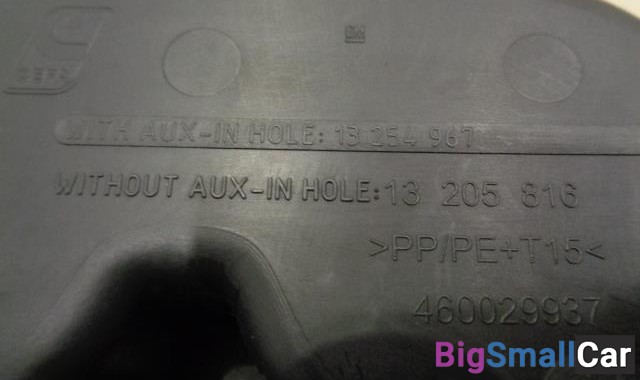 GM
WITH AUX-IN HOLE: 13 254 967
WITHOUT AUX-IN HOLE: 13 205 816
>PP/PE+T15<
460029937
BigSmallCar